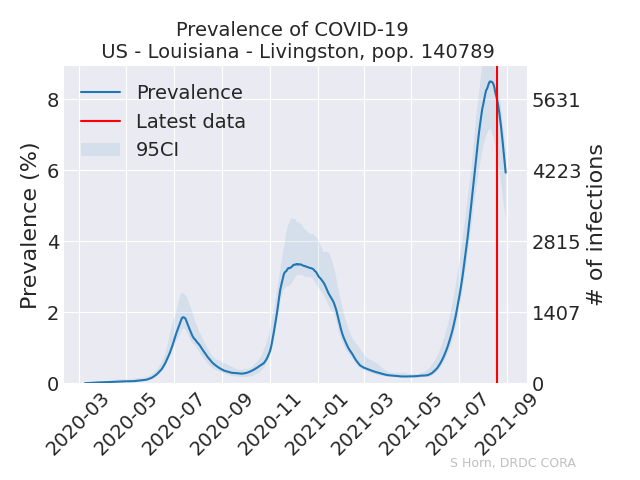 Prevalence of COVID-19
US - Louisiana - Livingston, pop. 140789
Prevalence
Latest data
95CI
Prevalence (%)
8
6
4
2
0
5631
4223
2815
1407
0
# of infections
2020-03
2020-05
2020-07
2020-09
2020-11
2021-01
2021-03
2021-05
2021-07
2021-09
S Horn, DRDC CORA